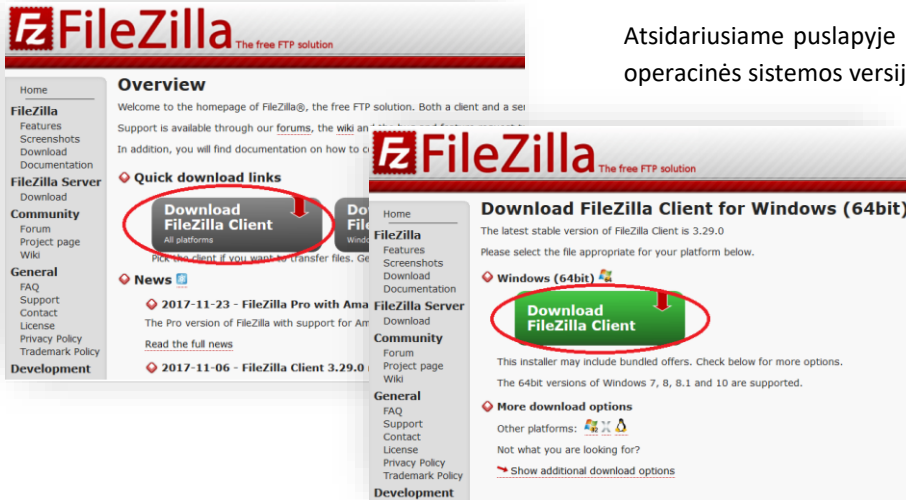 Atsidariusiame puslapyje
operacinės sistemos versij
FileZilla The free FTP solution
Home
FileZilla
Features
Screenshots
Download
Documentation
FileZilla Server
Download
Community
Forum
Project page
Wiki
General
FAQ
Support
Contact
License
Privacy Policy
Trademark Policy
Development
Overview
Welcome to the homepage of FileZilla®, the free FTP solution. Both a client and a ser
Support is available through our forums, the wiki an
In addition, you will find documentation on how to c
Quick download links
Download
FileZilla Client
All platforms
Do
File
Windo
Pick the client if you want to transfer files. Ge
News
2017-11-23 - FileZilla Pro with Ama
The Pro version of FileZilla with support for Am
Read the full news
2017-11-06 - FileZilla Client 3.29.0
FileZilla The free FTP solution
Home
FileZilla
Features
Screenshots
Download
Documentation
FileZilla Server
Download
Community
Forum
Project page
Wiki
General
FAQ
Support
Contact
License
Privacy Policy
Trademark Policy
Development
Download FileZilla Client for Windows (64bit)
The latest stable version of FileZilla Client is 3.29.0
Please select the file appropriate for your platform below.
Windows (64bit)
Download
FileZilla Client
This installer may include bundled offers. Check below for more options.
The 64bit versions of Windows 7, 8, 8.1 and 10 are supported.
More download options
Other platforms:
Not what you are looking for?
Show additional download options